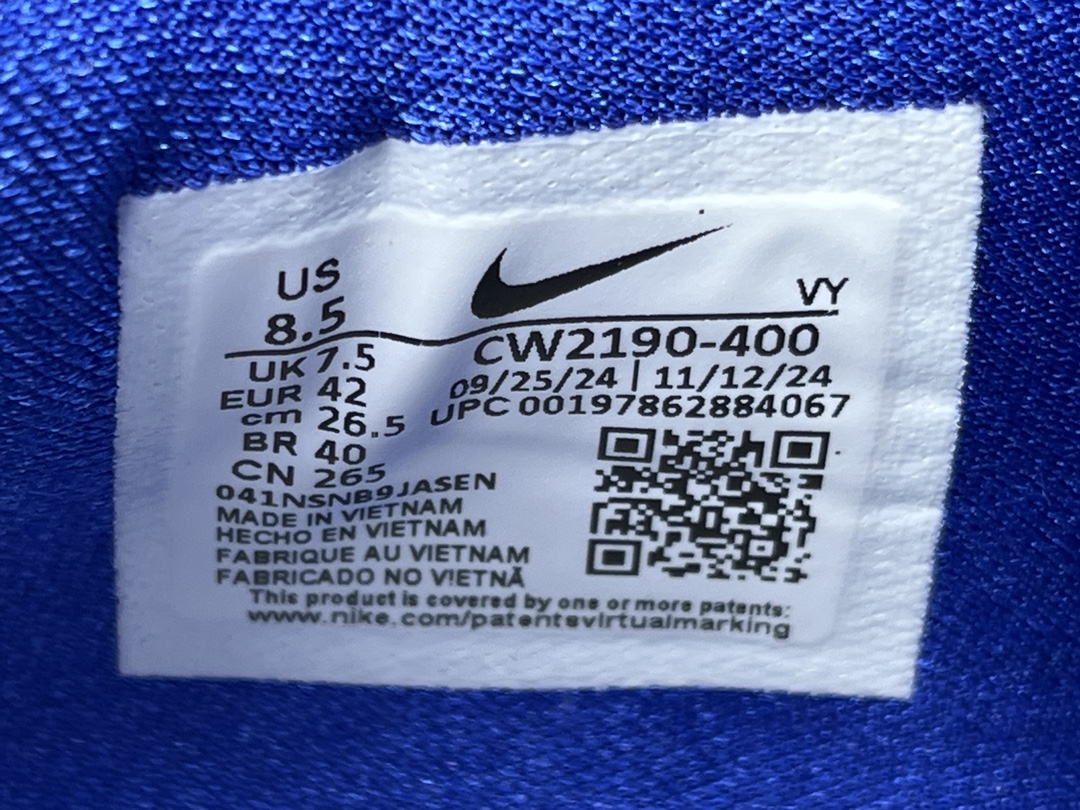 US
8.5
VY
UK 7.5
EUR 42
cm 26.5
BR 40
CN 265
CW2190-400
09/25/24 | 11/12/24
UPC 00197862884067
041NSNB9JASEN
MADE IN VIETNAM
HECHO EN VIETNAM
FABRIQUE AU VIETNAM
FABRICADO NO VIETNÃ
This product is covered by one or more patents:
www.nike.com/patentsvirtualmarking